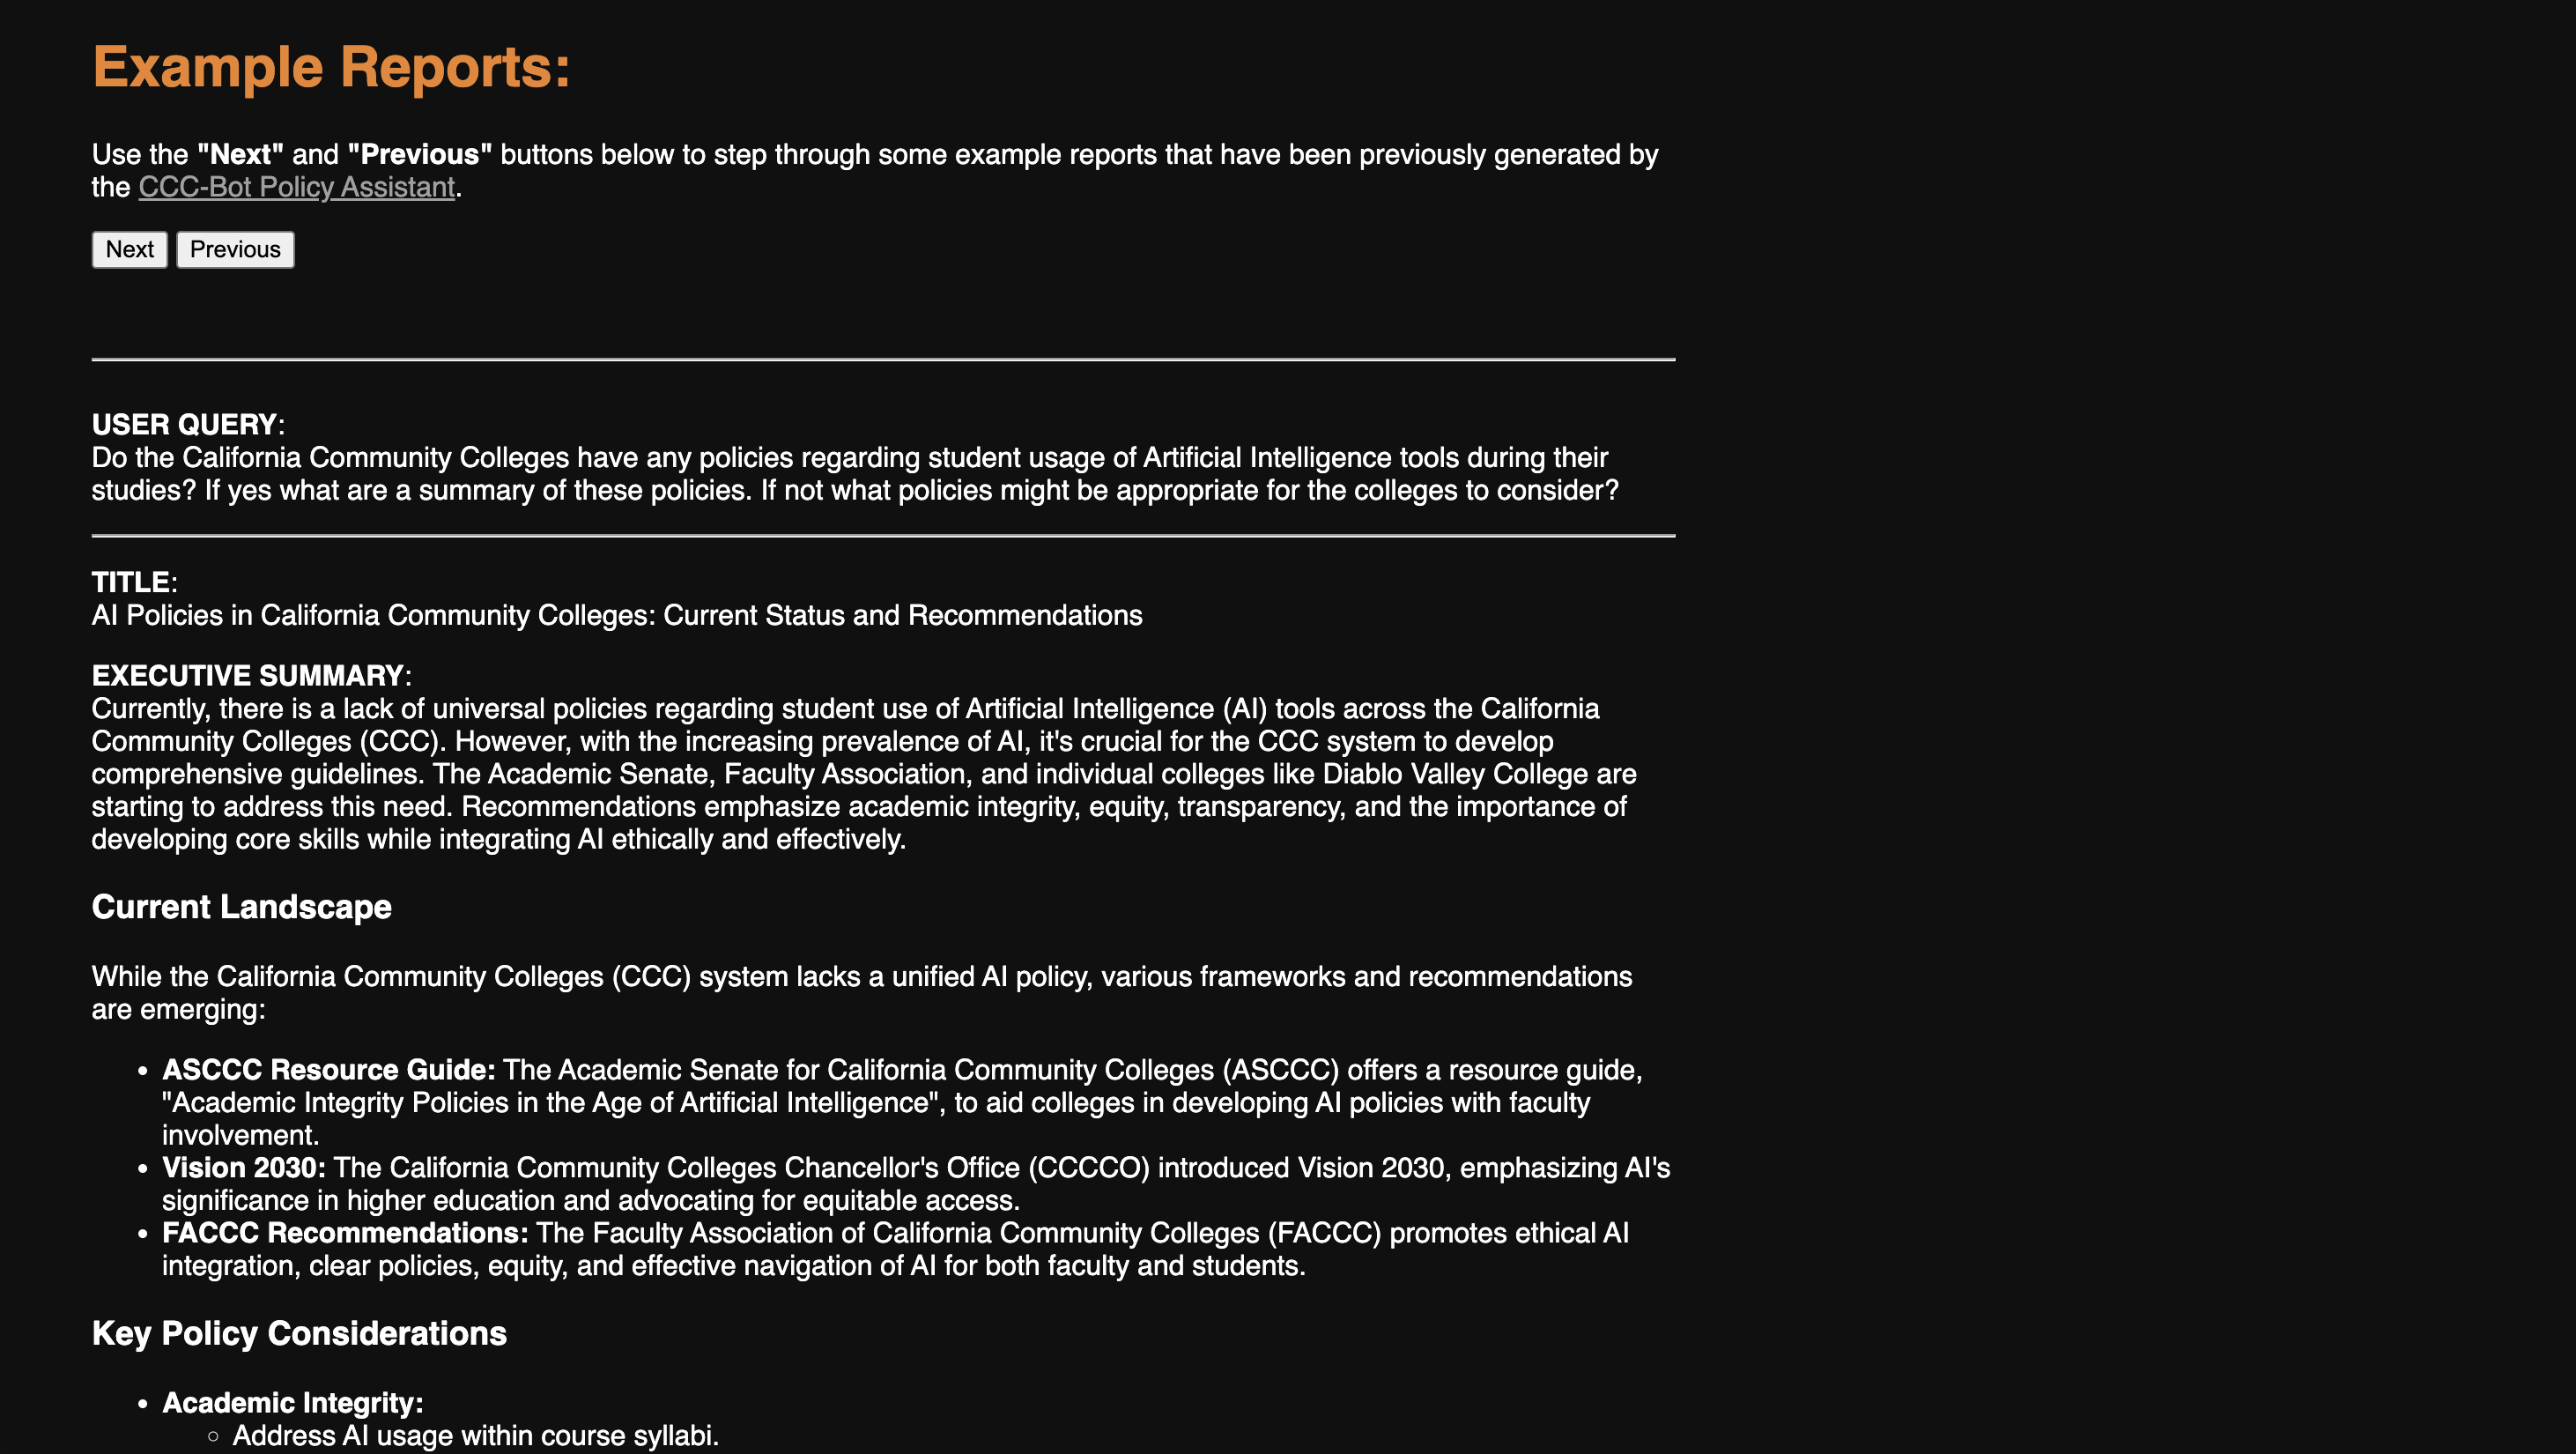 Example Reports:
Use the "Next" and "Previous" buttons below to step through some example reports that have been previously generated by
the CCC-Bot Policy Assistant.
Next Previous
USER QUERY:
Do the California Community Colleges have any policies regarding student usage of Artificial Intelligence tools during their
studies? If yes what are a summary of these policies. If not what policies might be appropriate for the colleges to consider?
TITLE:
AI Policies in California Community Colleges: Current Status and Recommendations
EXECUTIVE SUMMARY:
Currently, there is a lack of universal policies regarding student use of Artificial Intelligence (AI) tools across the California
Community Colleges (CCC). However, with the increasing prevalence of AI, it's crucial for the CCC system to develop
comprehensive guidelines. The Academic Senate, Faculty Association, and individual colleges like Diablo Valley College are
starting to address this need. Recommendations emphasize academic integrity, equity, transparency, and the importance of
developing core skills while integrating AI ethically and effectively.
Current Landscape
While the California Community Colleges (CCC) system lacks a unified AI policy, various frameworks and recommendations
are emerging:
• ASCCC Resource Guide: The Academic Senate for California Community Colleges (ASCCC) offers a resource guide,
"Academic Integrity Policies in the Age of Artificial Intelligence", to aid colleges in developing AI policies with faculty
involvement.
• Vision 2030: The California Community Colleges Chancellor's Office (CCCCO) introduced Vision 2030, emphasizing AI's
significance in higher education and advocating for equitable access.
• FACCC Recommendations: The Faculty Association of California Community Colleges (FACCC) promotes ethical AI
integration, clear policies, equity, and effective navigation of AI for both faculty and students.
Key Policy Considerations
• Academic Integrity:
◦ Address AI usage within course syllabi.